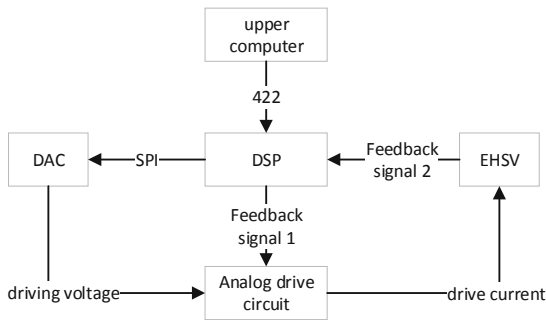 upper
computer
422
DAC
SPI
DSP
Feedback
signal 2
EHSV
Feedback
signal 1
driving voltage
Analog drive
circuit
drive current